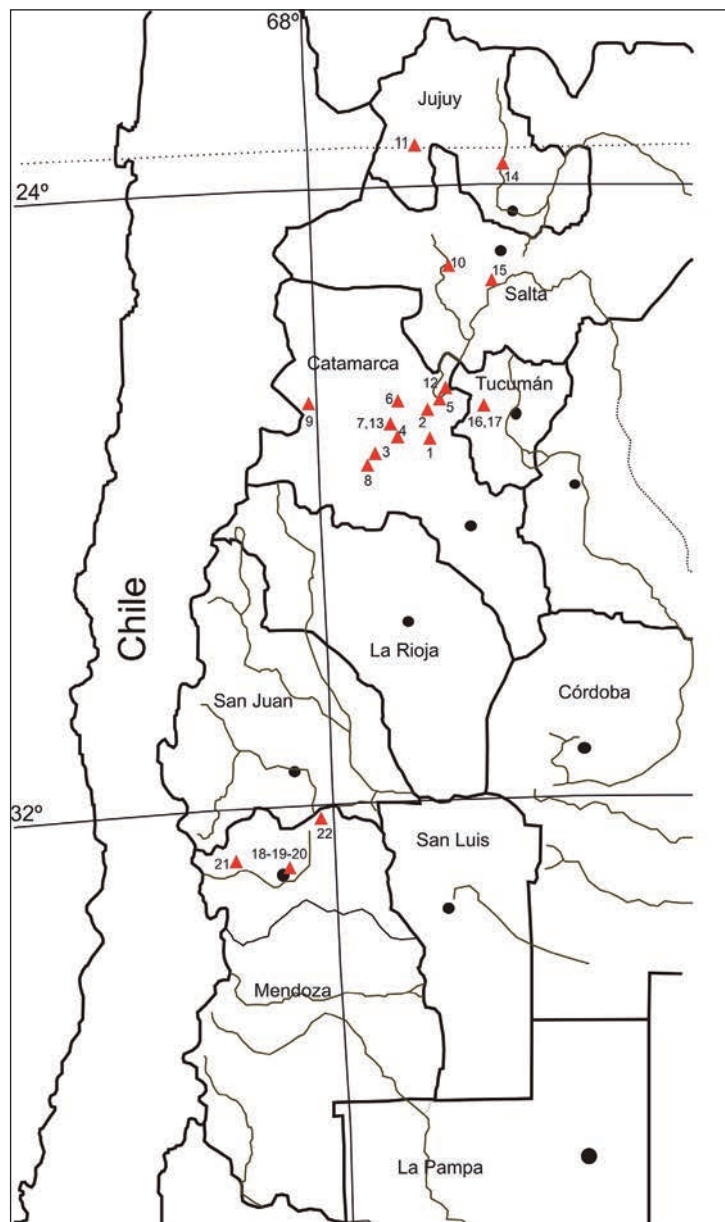 68º
Jujuy
11
14
24º
10
15
Salta
Catamarca
12
Tucumán
6
5
9
2
16,17
7,13
4
1
3
8
Chile
La Rioja
San Juan
Córdoba
32º
22
San Luis
18-19-20
21
Mendoza
La Pampa